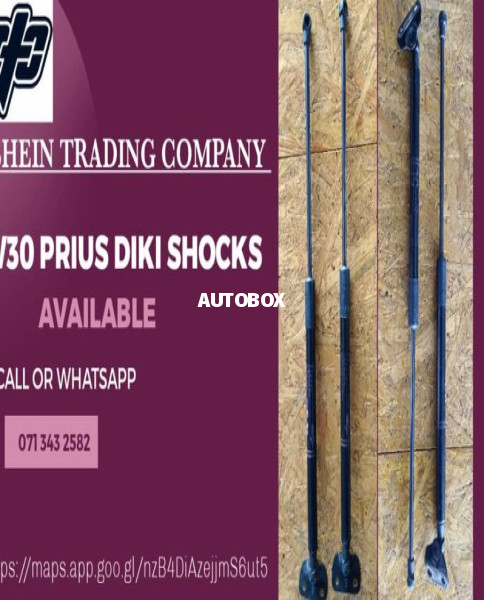 SHEIN TRADING COMPANY
/30 PRIUS DIKI SHOCKS
AVAILABLE
AUTOBOX
CALL OR WHATSAPP
071 343 2582
ps://maps.app.goo.gl/nzB4DiAzejjmS6ut5